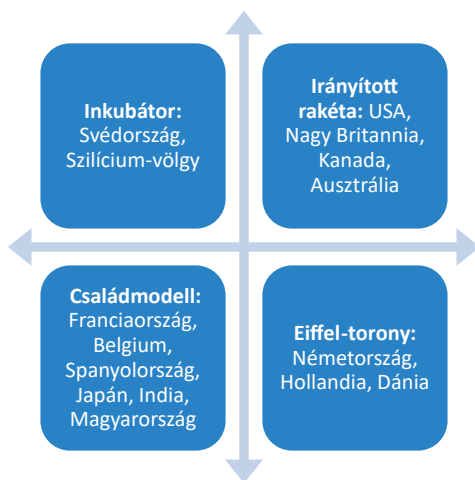 Inkubátor:
Svédország,
Szilícium-völgy
Irányított
rakéta: USA,
Nagy Britannia,
Kanada,
Ausztrália
Családmodell:
Franciaország,
Belgium,
Spanyolország,
Japán, India,
Magyarország
Eiffel-torony:
Németország,
Hollandia, Dánia